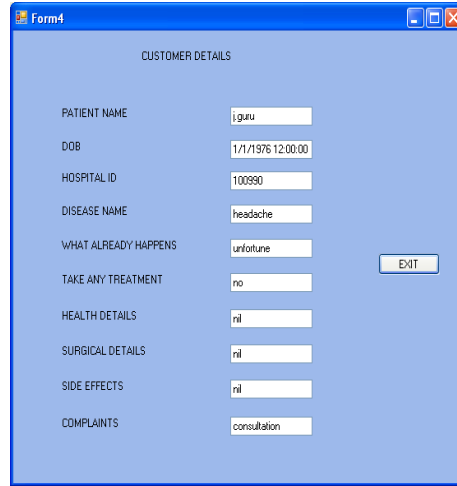 Form4
CUSTOMER DETAILS
PATIENT NAME j.guru
DOB 1/1/1976 12:00:00
HOSPITAL ID 100990
DISEASE NAME headache
WHAT ALREADY HAPPENS unfortune
EXIT
TAKE ANY TREATMENT no
HEALTH DETAILS nil
SURGICAL DETAILS nil
SIDE EFFECTS nil
COMPLAINTS consultation